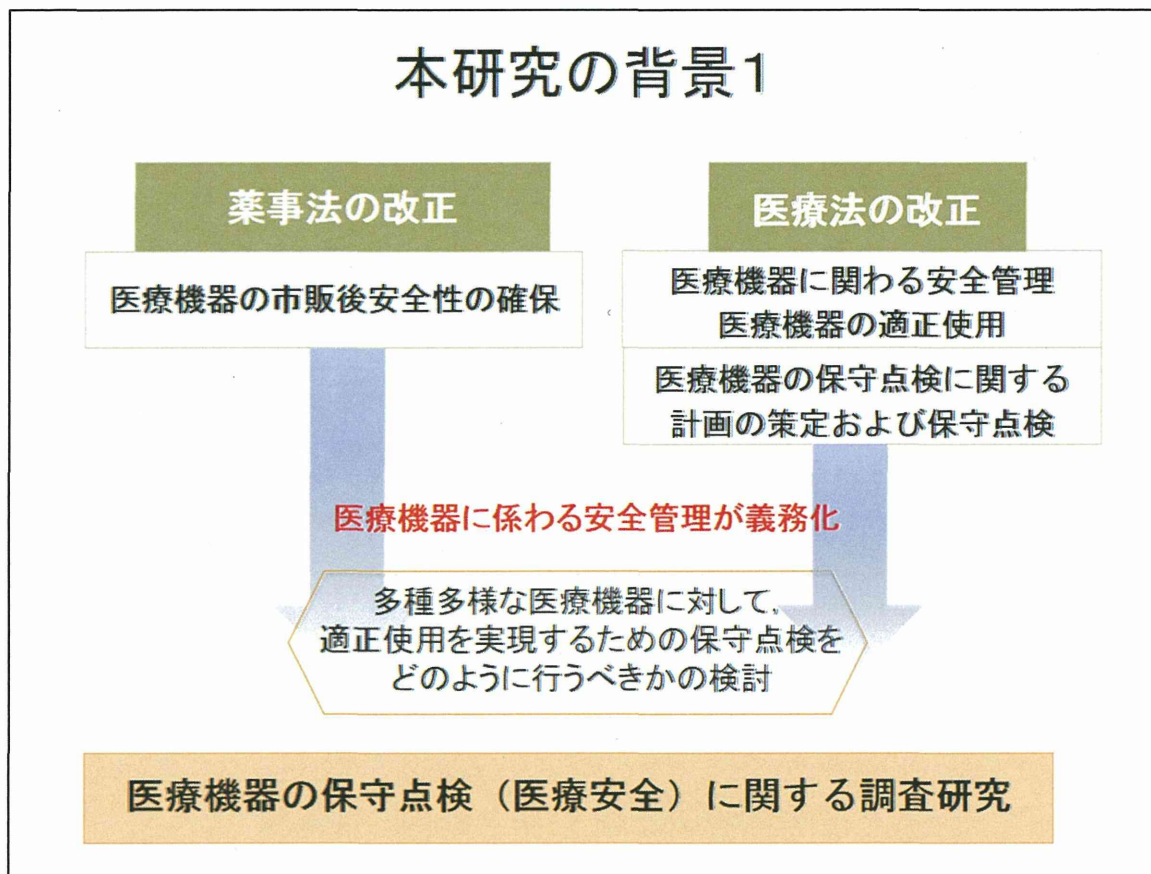 本研究の背景1
薬事法の改正
医療機器の市販後安全性の確保
医療法の改正
医療機器に関わる安全管理
医療機器の適正使用
医療機器の保守点検に関する
計画の策定および保守点検
医療機器に係わる安全管理が義務化
多種多様な医療機器に対して，
適正使用を実現するための保守点検を
どのように行うべきかの検討
医療機器の保守点検（医療安全）に関する調査研究